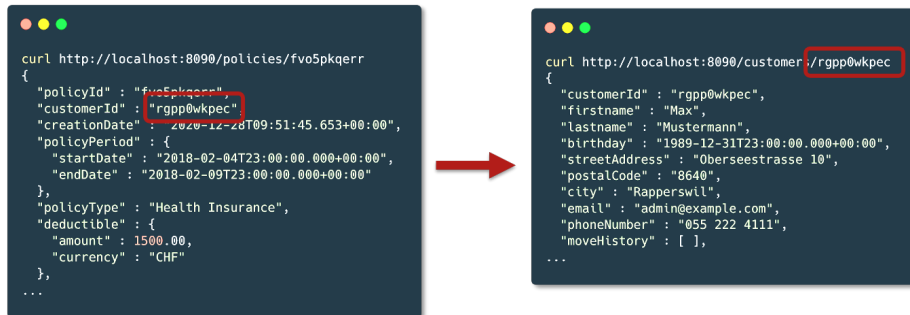 curl http://localhost:8090/policies/fvo5pkqerr
{
  "policyId" : "fvo5pkqerr",
  "customerId" : "rgpp0wkpec",
  "creationDate" : "2020-12-28T09:51:45.653+00:00",
  "policyPeriod" : {
    "startDate" : "2018-02-04T23:00:00.000+00:00",
    "endDate" : "2018-02-09T23:00:00.000+00:00"
  },
  "policyType" : "Health Insurance",
  "deductible" : {
    "amount" : 1500.00,
    "currency" : "CHF"
  },
...
curl http://localhost:8090/customers/rgpp0wkpec
{
  "customerId" : "rgpp0wkpec",
  "firstname" : "Max",
  "lastname" : "Mustermann",
  "birthday" : "1989-12-31T23:00:00.000+00:00",
  "streetAddress" : "Oberseestrasse 10",
  "postalCode" : "8640",
  "city" : "Rapperswil",
  "email" : "admin@example.com",
  "phoneNumber" : "055 222 4111",
  "moveHistory" : [ ],
...